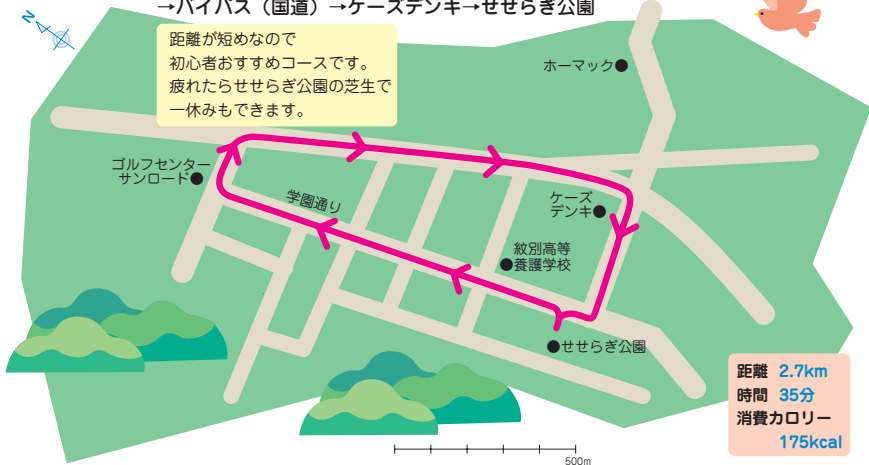 →バイパス（国道）→ケーズデンキ→せせらぎ公園
N
距離が短めなので
初心者おすすめコースです。
疲れたらせせらぎ公園の芝生で
一休みもできます。
ホーマック
ゴルフセンター
サンロード
学園通り
ケーズ
デンキ
紋別高等
養護学校
せせらぎ公園
距離 2.7km
時間 35分
消費カロリー
175kcal
500m